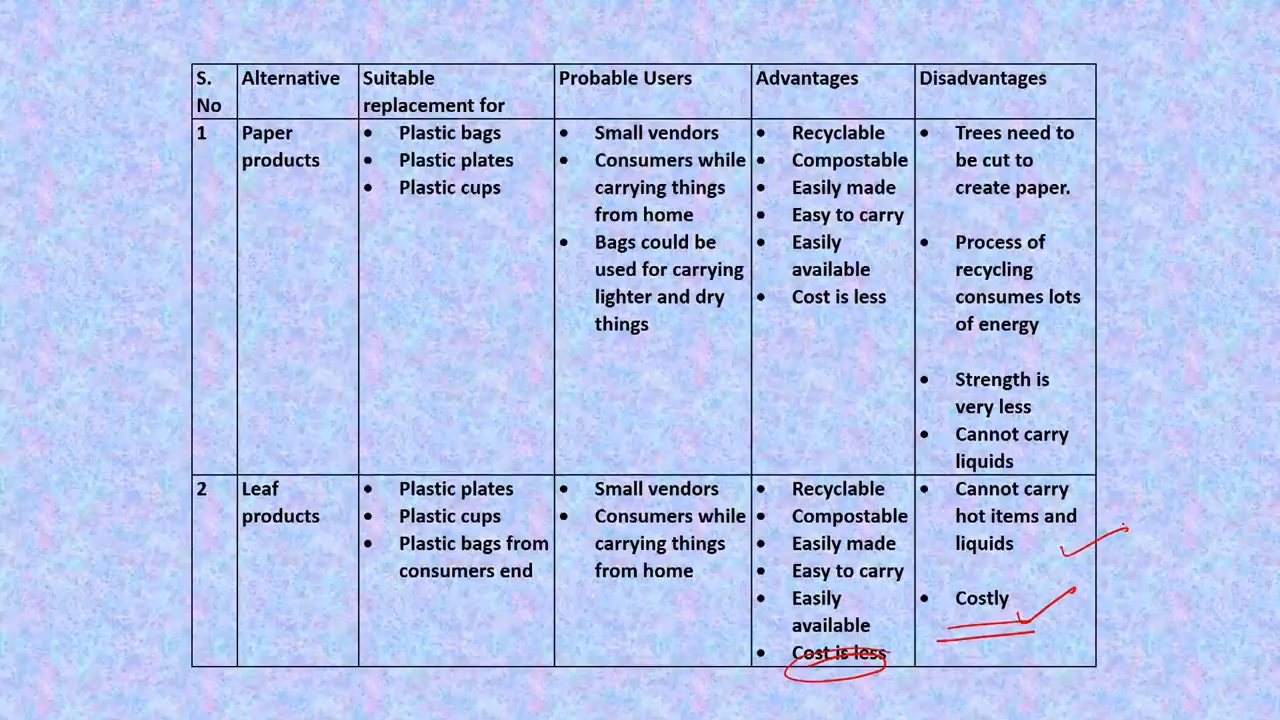 S. No
Alternative
Suitable replacement for
Probable Users
Advantages
Disadvantages
1
Paper products
• Plastic bags
• Plastic plates
• Plastic cups
• Small vendors
• Consumers while
carrying things
from home
• Bags could be
used for carrying
lighter and dry
things
• Recyclable
• Compostable
• Easily made
• Easy to carry
• Easily
available
• Cost is less
• Trees need to
be cut to
create paper.
• Process of
recycling
consumes lots
of energy
• Strength is
very less
• Cannot carry
liquids
2
Leaf products
• Plastic plates
• Plastic cups
• Plastic bags from
consumers end
• Small vendors
• Consumers while
carrying things
from home
• Recyclable
• Compostable
• Easily made
• Easy to carry
• Easily
available
• Cost is less
• Cannot carry
hot items and
liquids
• Costly